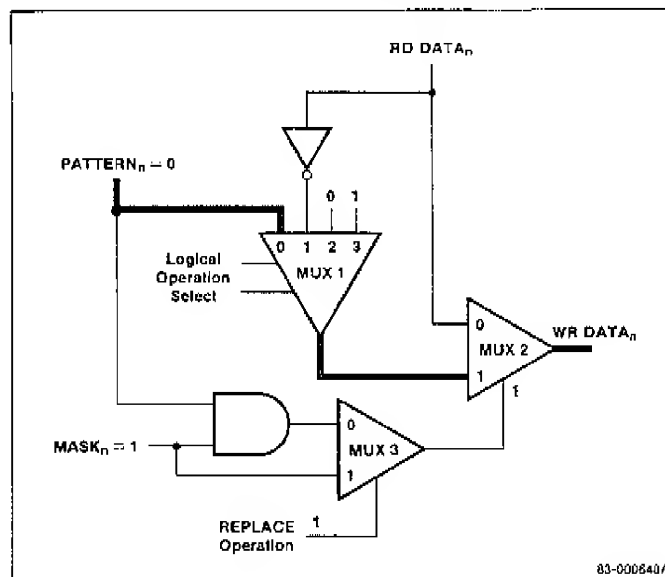 RD DATAn
PATTERNn = 0
0 1
0 1 2 3
MUX 1
Logical
Operation
Select
0
MUX 2
1
1
WR DATAn
0
MUX 3
1
MASKn = 1
1
REPLACE
Operation
83-000640A